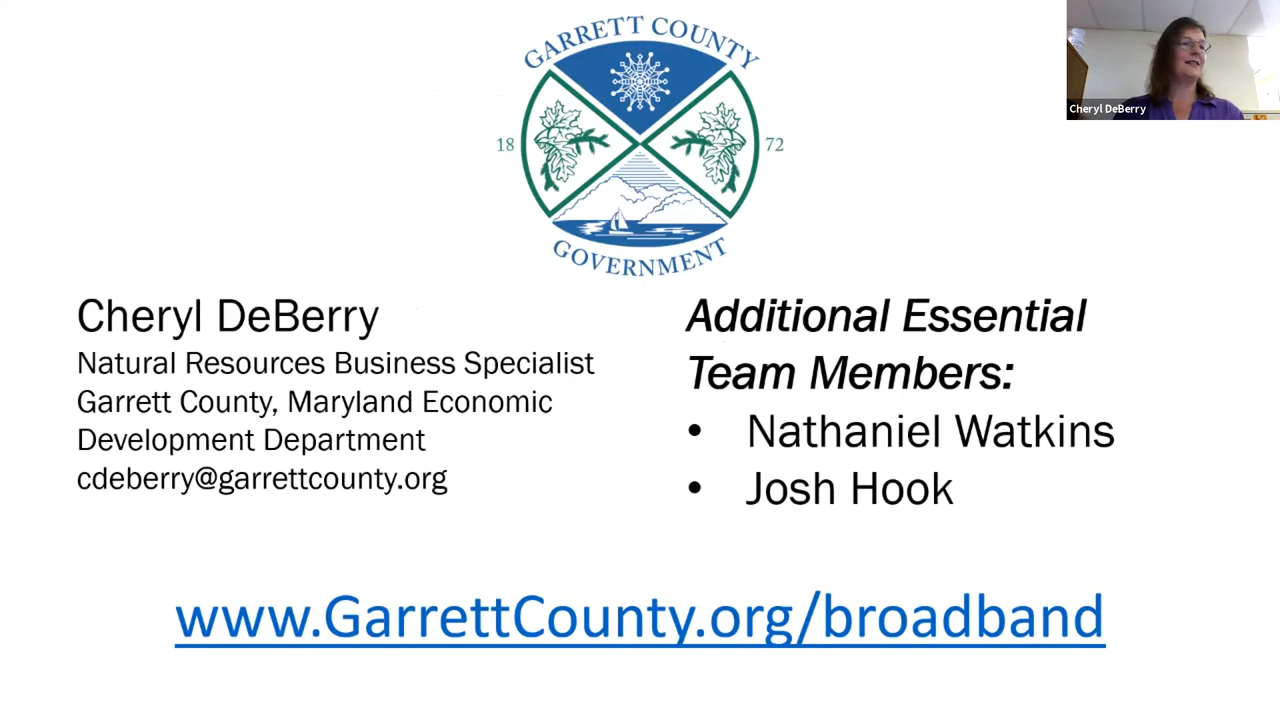 GARRETT COUNTY
18 72
GOVERNMENT
Cheryl DeBerry
Cheryl DeBerry
Natural Resources Business Specialist
Garrett County, Maryland Economic
Development Department
cdeberry@garrettcounty.org
Additional Essential
Team Members:
• Nathaniel Watkins
• Josh Hook
www.GarrettCounty.org/broadband